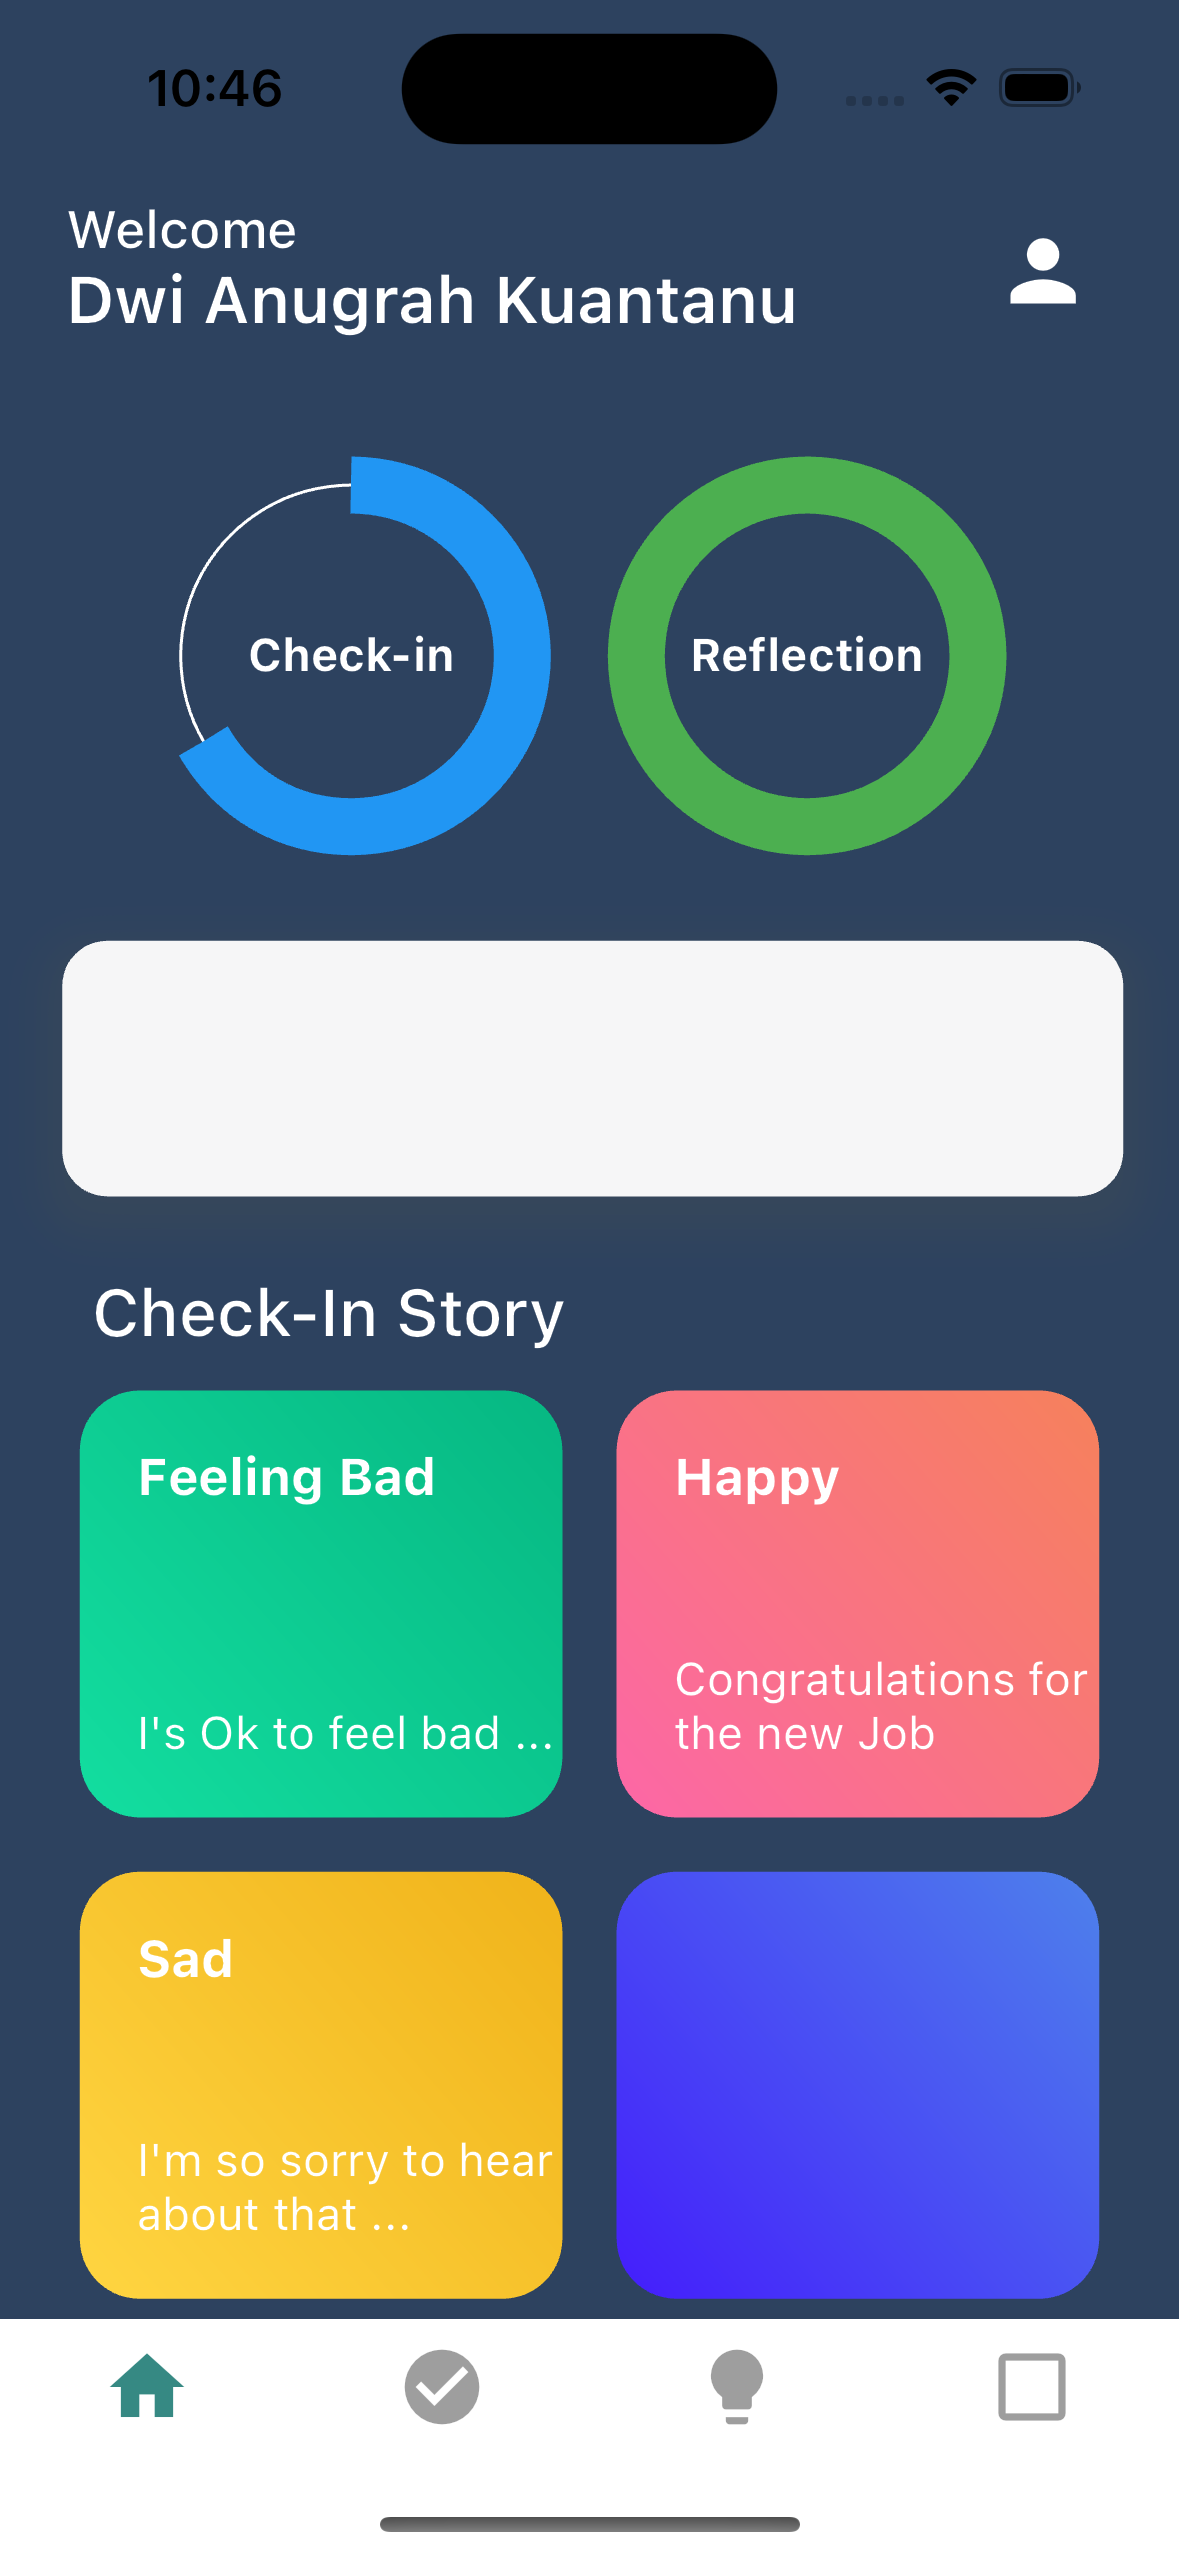 10:46
Welcome
Dwi Anugrah Kuantanu
Check-in
Reflection
Check-In Story
Feeling Bad
I's Ok to feel bad ...
Happy
Congratulations for
the new Job
Sad
I'm so sorry to hear
about that ...